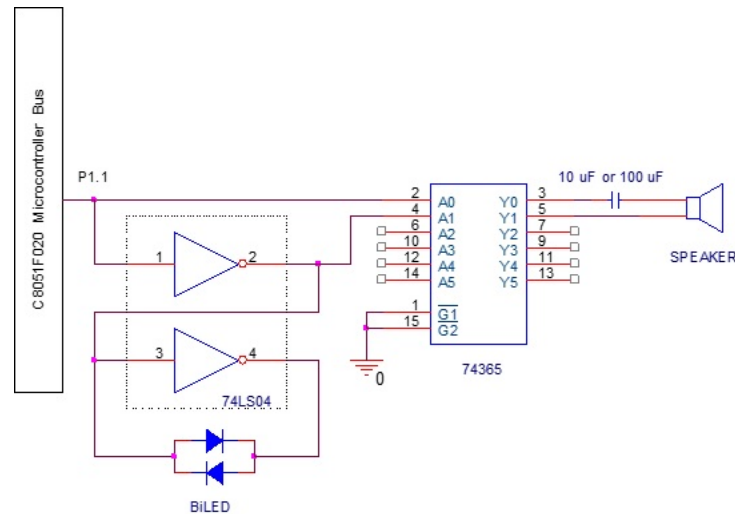 C8051F020 Microcontroller Bus
P1.1
10 uF or 100 uF
SPEAKER
2 A0 Y0 3
4 A1 Y1 5
6 A2 Y2 7
10 A3 Y3 9
12 A4 Y4 11
14 A5 Y5 13
1 G1
15 G2
74365
0
1 2
3 4
74LS04
BiLED